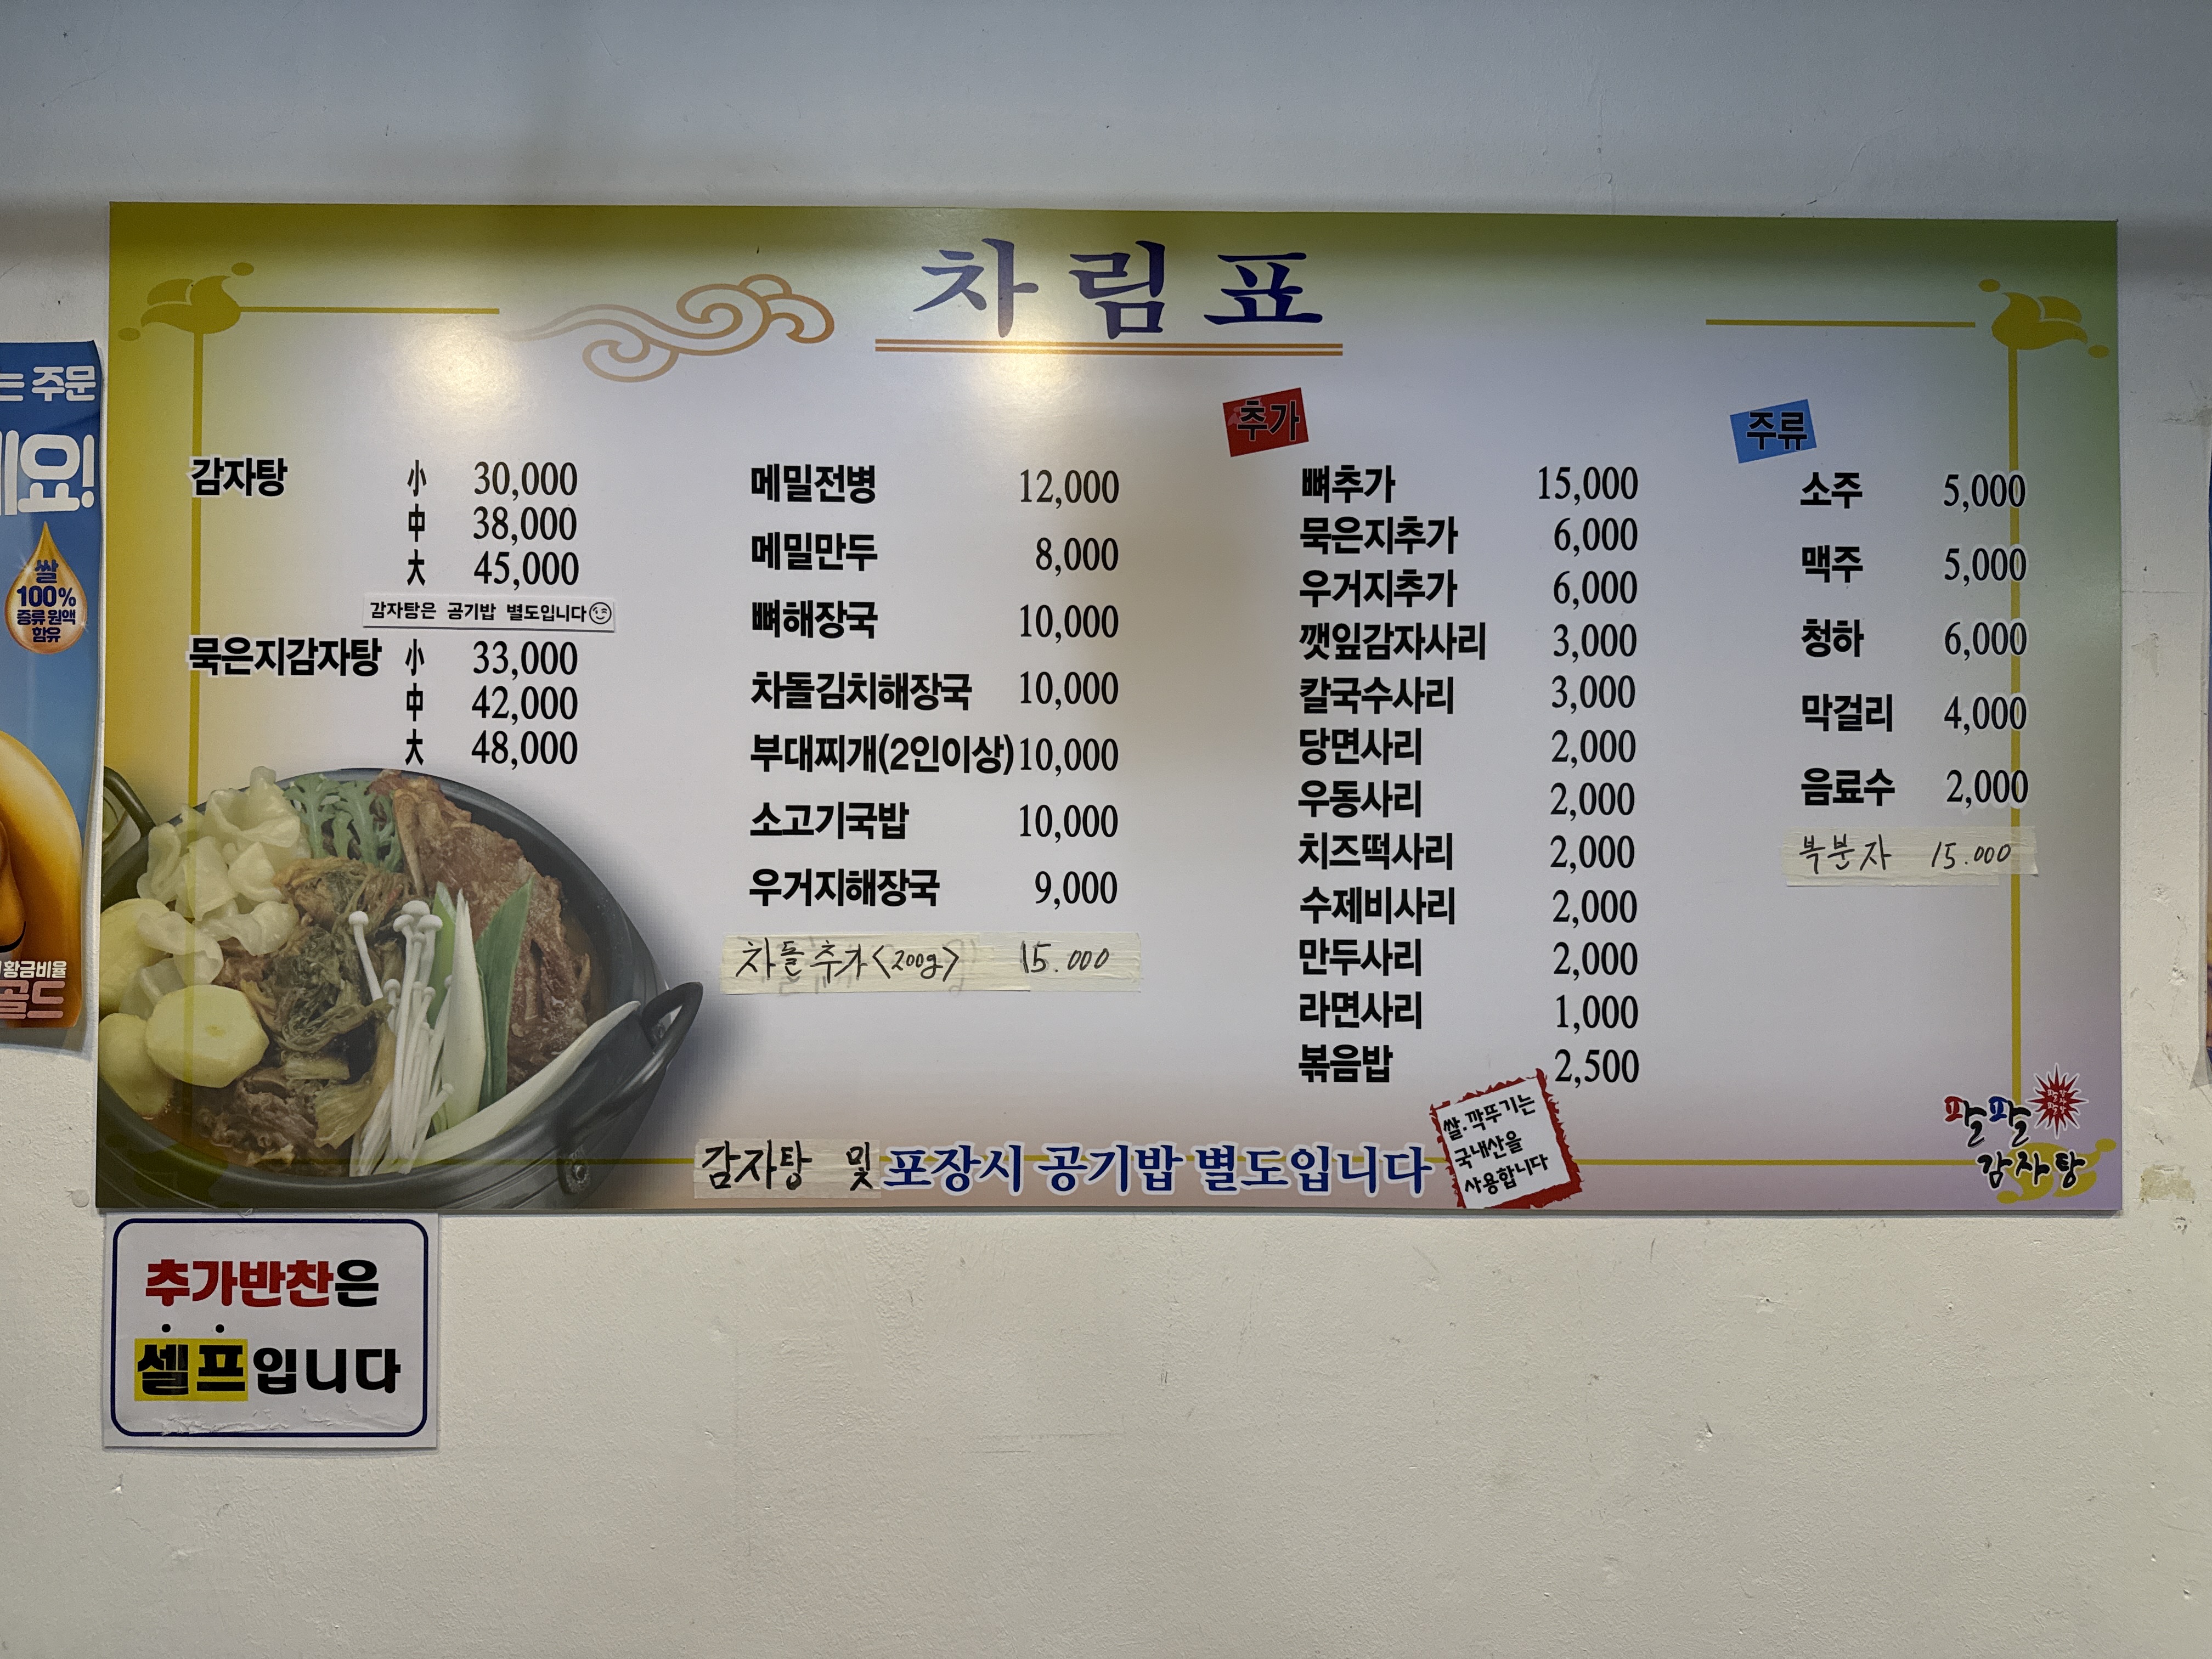 차림표
감자탕 小 30,000
中 38,000
大 45,000
감자탕은 공기밥 별도입니다
묵은지감자탕 小 33,000
中 42,000
大 48,000
메밀전병 12,000
메밀만두 8,000
뼈해장국 10,000
차돌김치해장국 10,000
부대찌개(2인이상) 10,000
소고기국밥 10,000
우거지해장국 9,000
차돌추가<200g> 15.000
추가
뼈추가 15,000
묵은지추가 6,000
우거지추가 6,000
깻잎감자사리 3,000
칼국수사리 3,000
당면사리 2,000
우동사리 2,000
치즈떡사리 2,000
수제비사리 2,000
만두사리 2,000
라면사리 1,000
볶음밥 2,500
주류
소주 5,000
맥주 5,000
청하 6,000
막걸리 4,000
음료수 2,000
복분자 15.000
감자탕 및 포장시 공기밥 별도입니다
쌀.깍뚜기는
국내산을
사용합니다
팔팔
감자탕
추가반찬은
셀프입니다
주문
요!
쌀
100%
증류 원액
함유
황금비율
골드